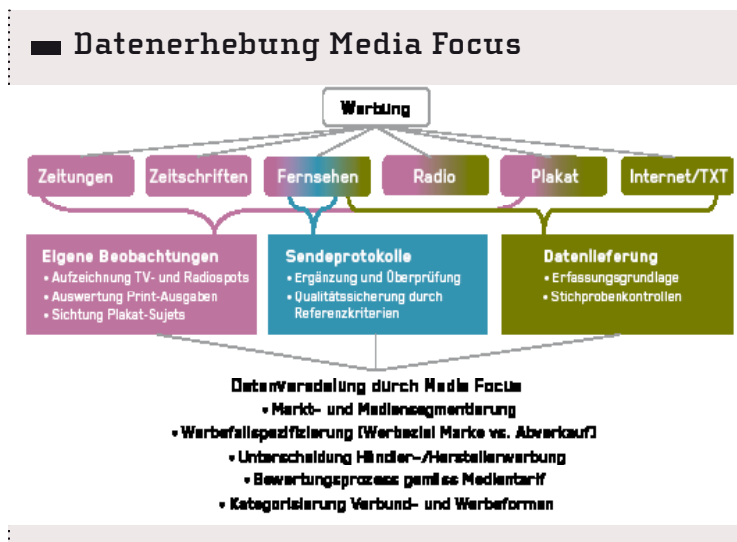 Datenerhebung Media Focus
Werbung
Zeitungen
Zeitschriften
Fernsehen
Radio
Plakat
Internet/TXT
Eigene Beobachtungen
• Aufzeichnung TV- und Radiospots
• Auswertung Print-Ausgaben
• Sichtung Plakat-Sujets
Sendeprotokolle
• Ergänzung und Überprüfung
• Qualitätssicherung durch
Referenzkriterien
Datenlieferung
• Erfassungsgrundlage
• Stichprobenkontrollen
Datenveredelung durch Media Focus
• Markt- und Mediensegmentierung
• Werbefallspezifizierung (Werbeziel Marke vs. Abverkauf)
• Unterscheidung Händler-/Herstellerwerbung
• Bewertungsprozess gemäss Medientarif
• Kategorisierung Verbund- und Werbeformen